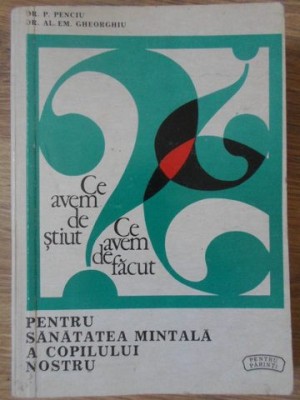 DR. P. PENCIU
DR. AL. EM. GHEORGHIU
Ce
avem
de
știut
Ce
avem
de
făcut
PENTRU
SĂNĂTATEA MINTALĂ
A COPILULUI
NOSTRU
PENTRU
PĂRINȚI